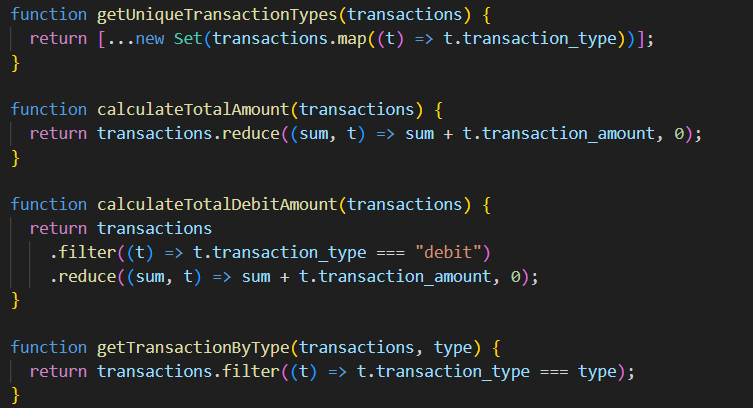 function getUniqueTransactionTypes(transactions) {
  return [...new Set(transactions.map((t) => t.transaction_type))];
}

function calculateTotalAmount(transactions) {
  return transactions.reduce((sum, t) => sum + t.transaction_amount, 0);
}

function calculateTotalDebitAmount(transactions) {
  return transactions
    .filter((t) => t.transaction_type === "debit")
    .reduce((sum, t) => sum + t.transaction_amount, 0);
}

function getTransactionByType(transactions, type) {
  return transactions.filter((t) => t.transaction_type === type);
}